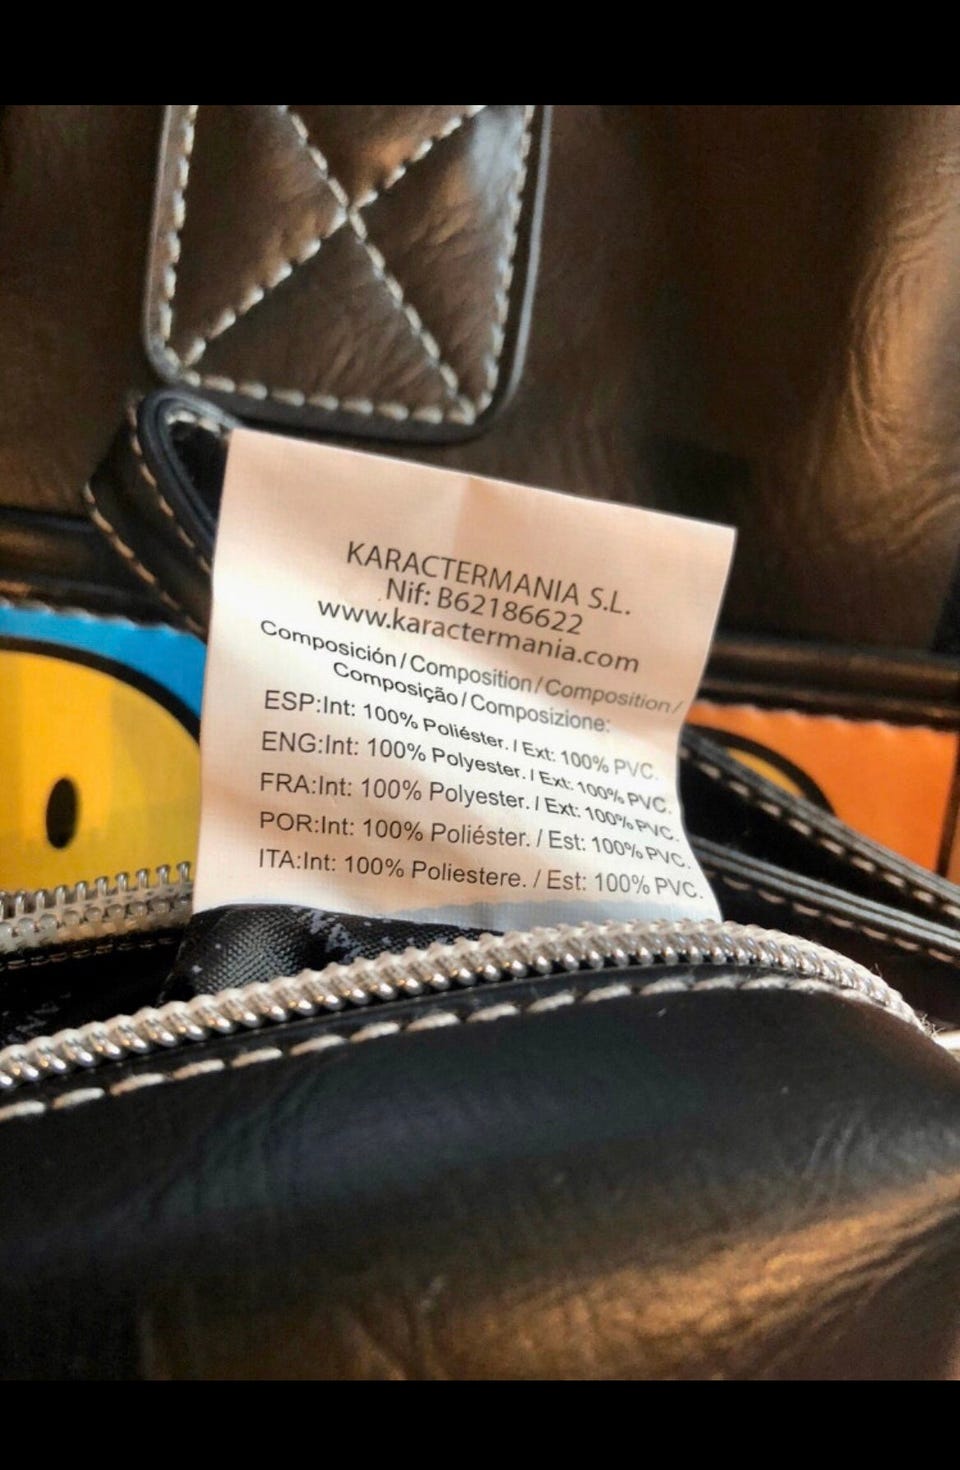 KARACTERMANIA S.L.
Nif: B62186622
www.karactermania.com
Composición / Composition / Composition /
Composição / Composizione:
ESP:Int: 100% Poliéster. / Ext: 100% PVC.
ENG:Int: 100% Polyester. / Ext: 100% PVC.
FRA:Int: 100% Polyester. / Ext: 100% PVC.
POR:Int: 100% Poliéster. / Est: 100% PVC.
ITA:Int: 100% Poliestere. / Est: 100% PVC.